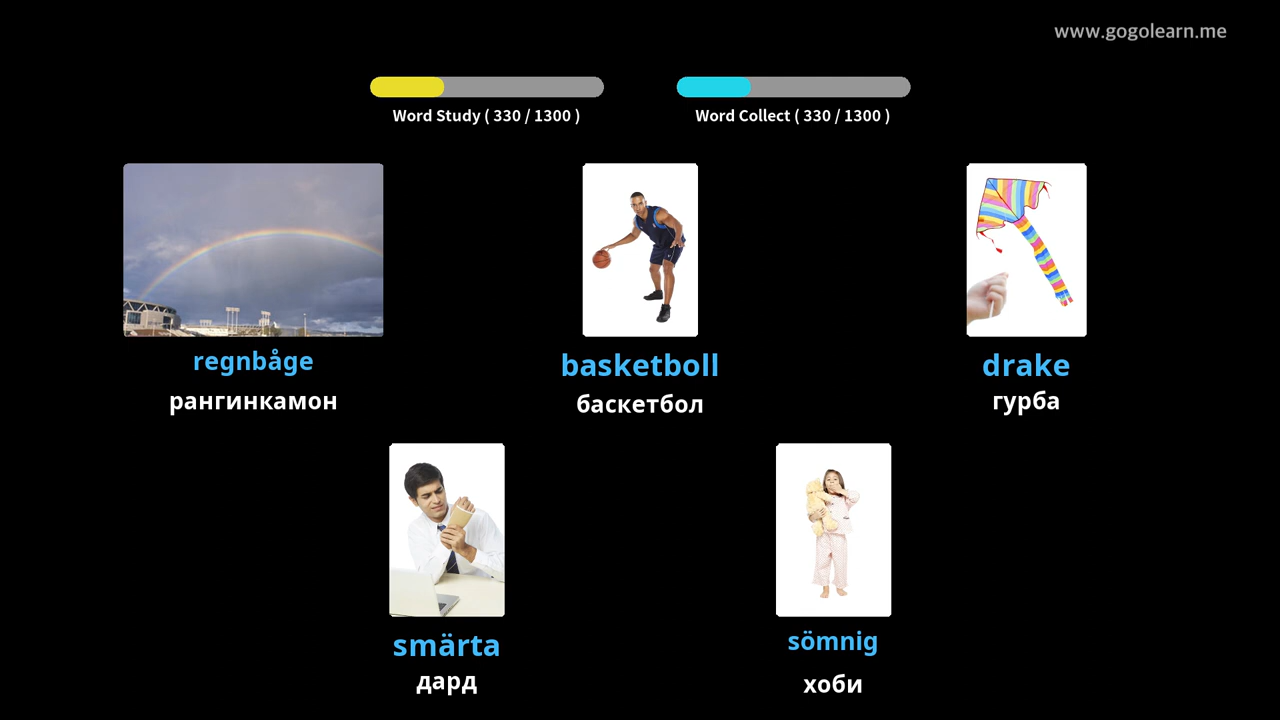 www.gogolearn.me
Word Study ( 330 / 1300 )
Word Collect ( 330 / 1300 )
regnbåge
рангинкамон
basketboll
баскетбол
drake
гурба
smärta
дард
sömnig
хоби